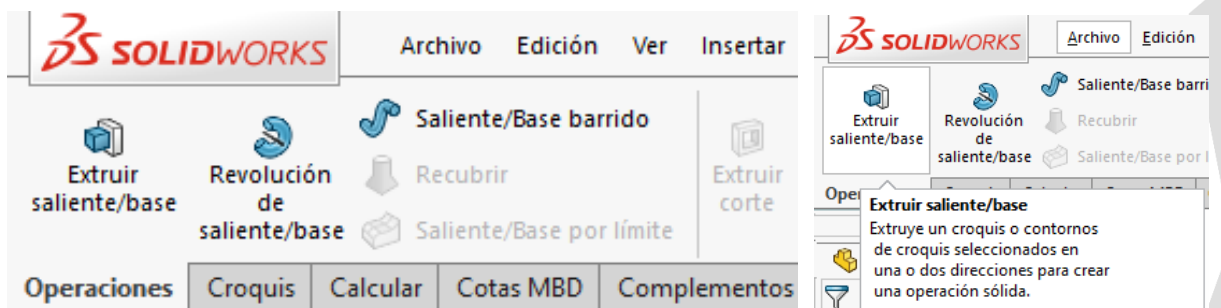 SOLIDWORKS Archivo Edición Ver Insertar
Extruir
saliente/base
Revolución
de
saliente/base
Saliente/Base barrido
Recubrir
Saliente/Base por límite
Extruir
corte
Operaciones Croquis Calcular Cotas MBD Complementos
SOLIDWORKS Archivo Edición
Extruir
saliente/base
Revolución
de
saliente/base
Saliente/Base barri
Recubrir
Saliente/Base por l
Oper
Extruir saliente/base
Extruye un croquis o contornos
de croquis seleccionados en
una o dos direcciones para crear
una operación sólida.